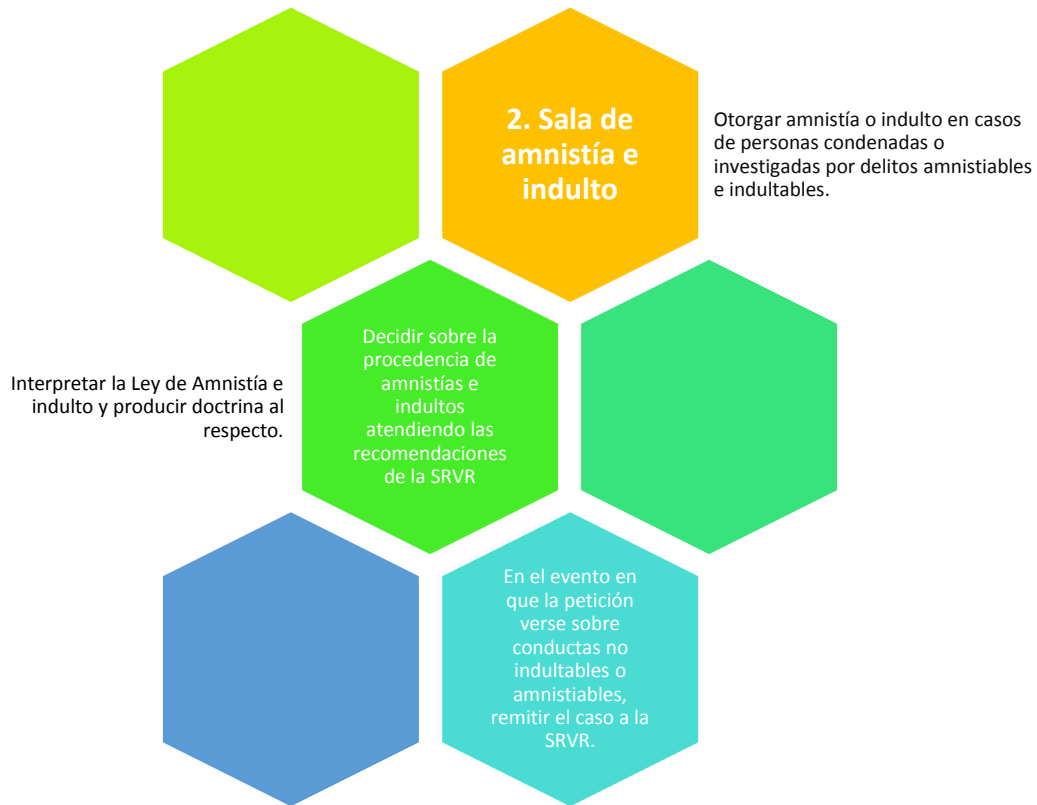 2. Sala de
amnistía e
indulto
Otorgar amnistía o indulto en casos
de personas condenadas o
investigadas por delitos amnistiables
e indultables.
Interpretar la Ley de Amnistía e
indulto y producir doctrina al
respecto.
Decidir sobre la
procedencia de
amnistías e
indultos
atendiendo las
recomendaciones
de la SRVR
En el evento en
que la petición
verse sobre
conductas no
indultables o
amnistiables,
remitir el caso a la
SRVR.